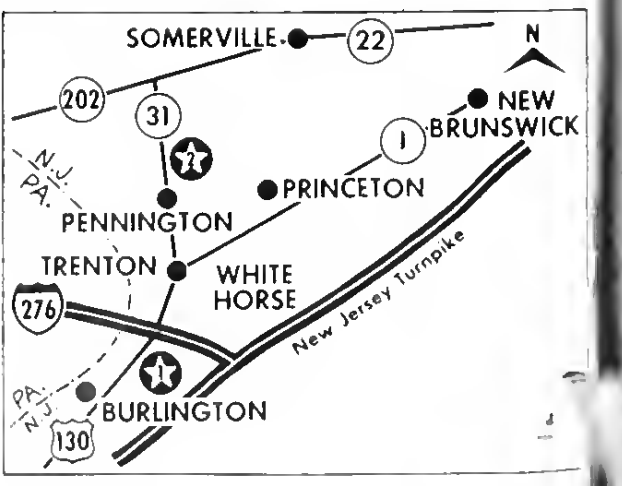 SOMERVILLE
22
N
202
31
NEW
BRUNSWICK
1
2
N.J.
PA.
PRINCETON
PENNINGTON
TRENTON
WHITE
HORSE
276
New Jersey Turnpike
1
PA.
N.J.
BURLINGTON
130